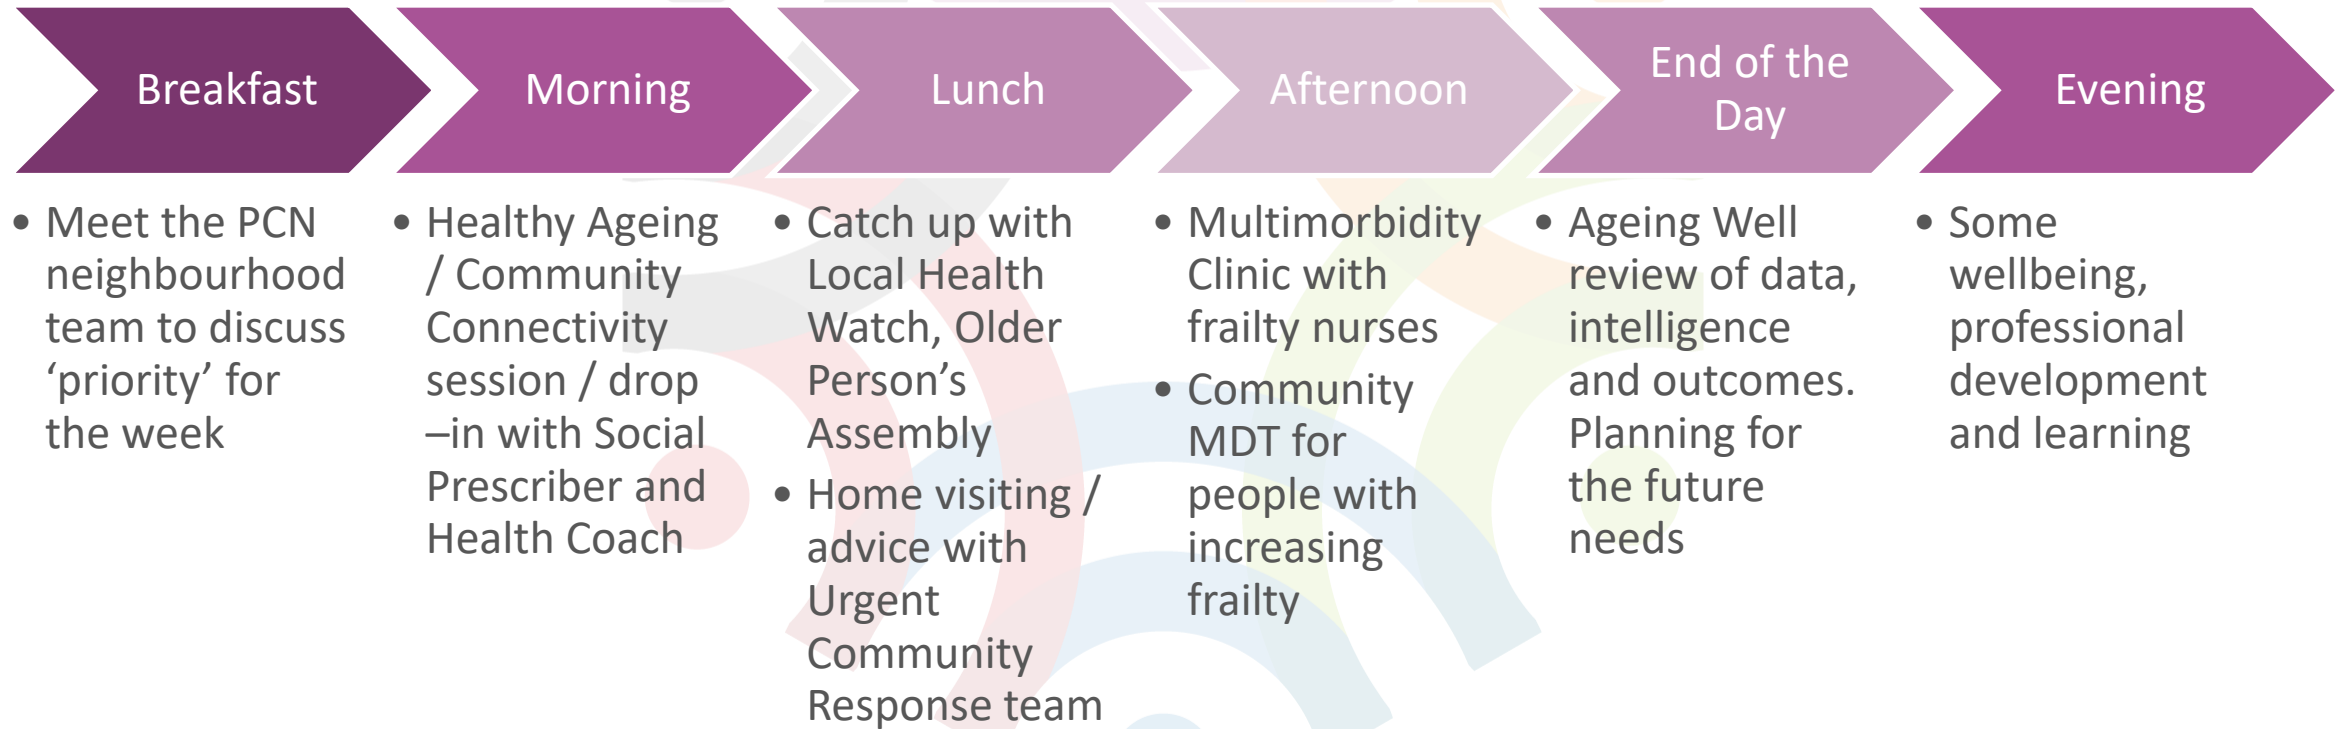 Breakfast
• Meet the PCN
neighbourhood
team to discuss
‘priority’ for
the week
Morning
• Healthy Ageing
/ Community
Connectivity
session / drop
–in with Social
Prescriber and
Health Coach
Lunch
• Catch up with
Local Health
Watch, Older
Person’s
Assembly
• Home visiting /
advice with
Urgent
Community
Response team
Afternoon
• Multimorbidity
Clinic with
frailty nurses
• Community
MDT for
people with
increasing
frailty
End of the
Day
• Ageing Well
review of data,
intelligence
and outcomes.
Planning for
the future
needs
Evening
• Some
wellbeing,
professional
development
and learning